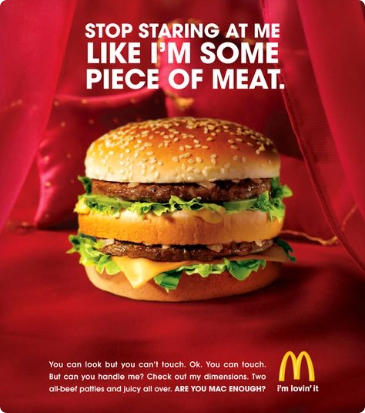 STOP STARING AT ME
LIKE I'M SOME
PIECE OF MEAT.
You can look but you can't touch. Ok. You can touch.
But can you handle me? Check out my dimensions. Two
all-beef patties and juicy all over. ARE YOU MAC ENOUGH?
i'm lovin' it